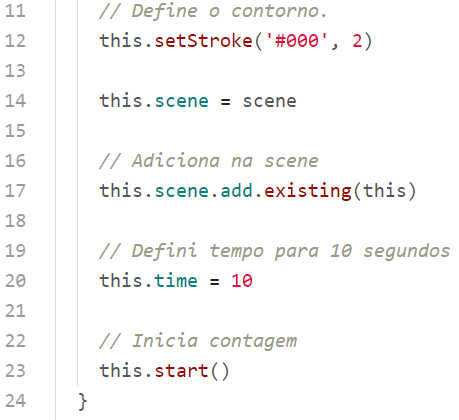 11 // Define o contorno.
12 this.setStroke('#000', 2)
13
14 this.scene = scene
15
16 // Adiciona na scene
17 this.scene.add.existing(this)
18
19 // Defini tempo para 10 segundos
20 this.time = 10
21
22 // Inicia contagem
23 this.start()
24 }